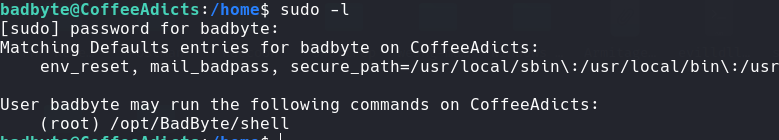 badbyte@CoffeeAdicts:/home$ sudo -l
[sudo] password for badbyte:
Matching Defaults entries for badbyte on CoffeeAdicts:
    env_reset, mail_badpass, secure_path=/usr/local/sbin\:/usr/local/bin\:/usr

User badbyte may run the following commands on CoffeeAdicts:
    (root) /opt/BadByte/shell
badbyte@CoffeeAdicts:/home$